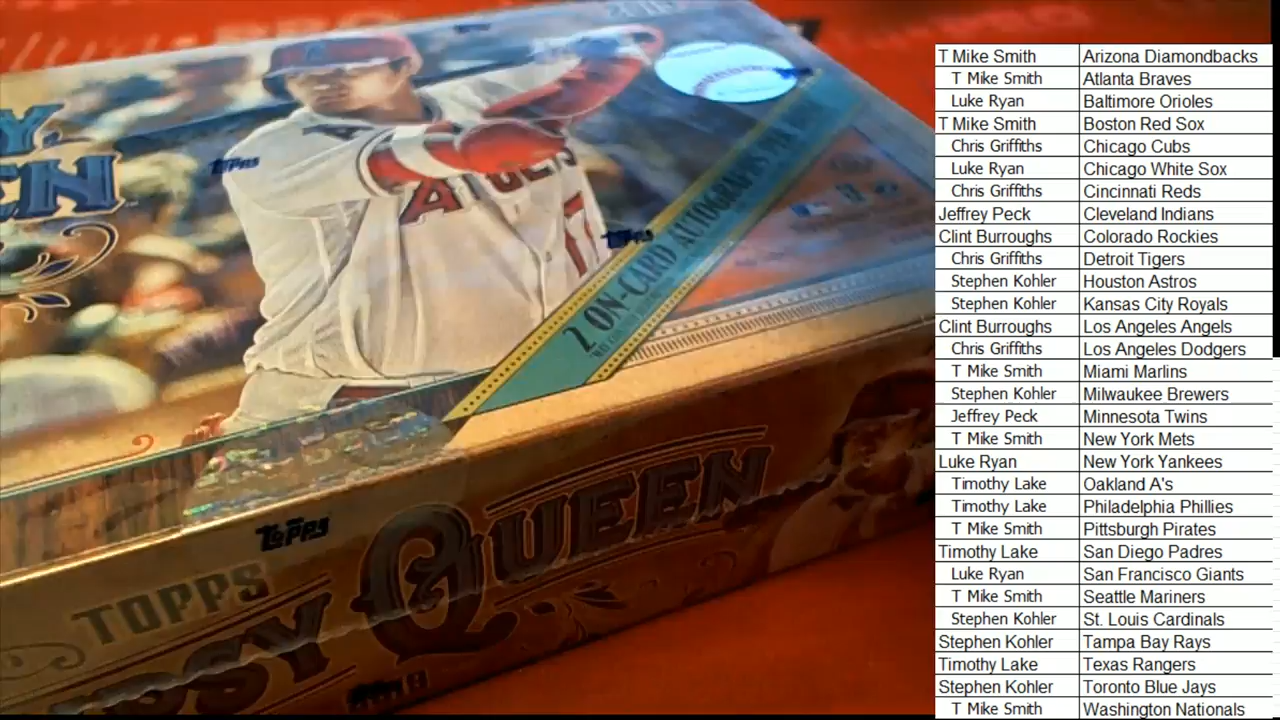 2 ON-CARD AUTOGRAPHS
ANGELS
17
TOPPS
TOPPS
TOPPS
QUEEN
TOPPS
T Mike Smith Arizona Diamondbacks
T Mike Smith Atlanta Braves
Luke Ryan Baltimore Orioles
T Mike Smith Boston Red Sox
Chris Griffiths Chicago Cubs
Luke Ryan Chicago White Sox
Chris Griffiths Cincinnati Reds
Jeffrey Peck Cleveland Indians
Clint Burroughs Colorado Rockies
Chris Griffiths Detroit Tigers
Stephen Kohler Houston Astros
Stephen Kohler Kansas City Royals
Clint Burroughs Los Angeles Angels
Chris Griffiths Los Angeles Dodgers
T Mike Smith Miami Marlins
Stephen Kohler Milwaukee Brewers
Jeffrey Peck Minnesota Twins
T Mike Smith New York Mets
Luke Ryan New York Yankees
Timothy Lake Oakland A's
Timothy Lake Philadelphia Phillies
T Mike Smith Pittsburgh Pirates
Timothy Lake San Diego Padres
Luke Ryan San Francisco Giants
T Mike Smith Seattle Mariners
Stephen Kohler St. Louis Cardinals
Stephen Kohler Tampa Bay Rays
Timothy Lake Texas Rangers
Stephen Kohler Toronto Blue Jays
T Mike Smith Washington Nationals